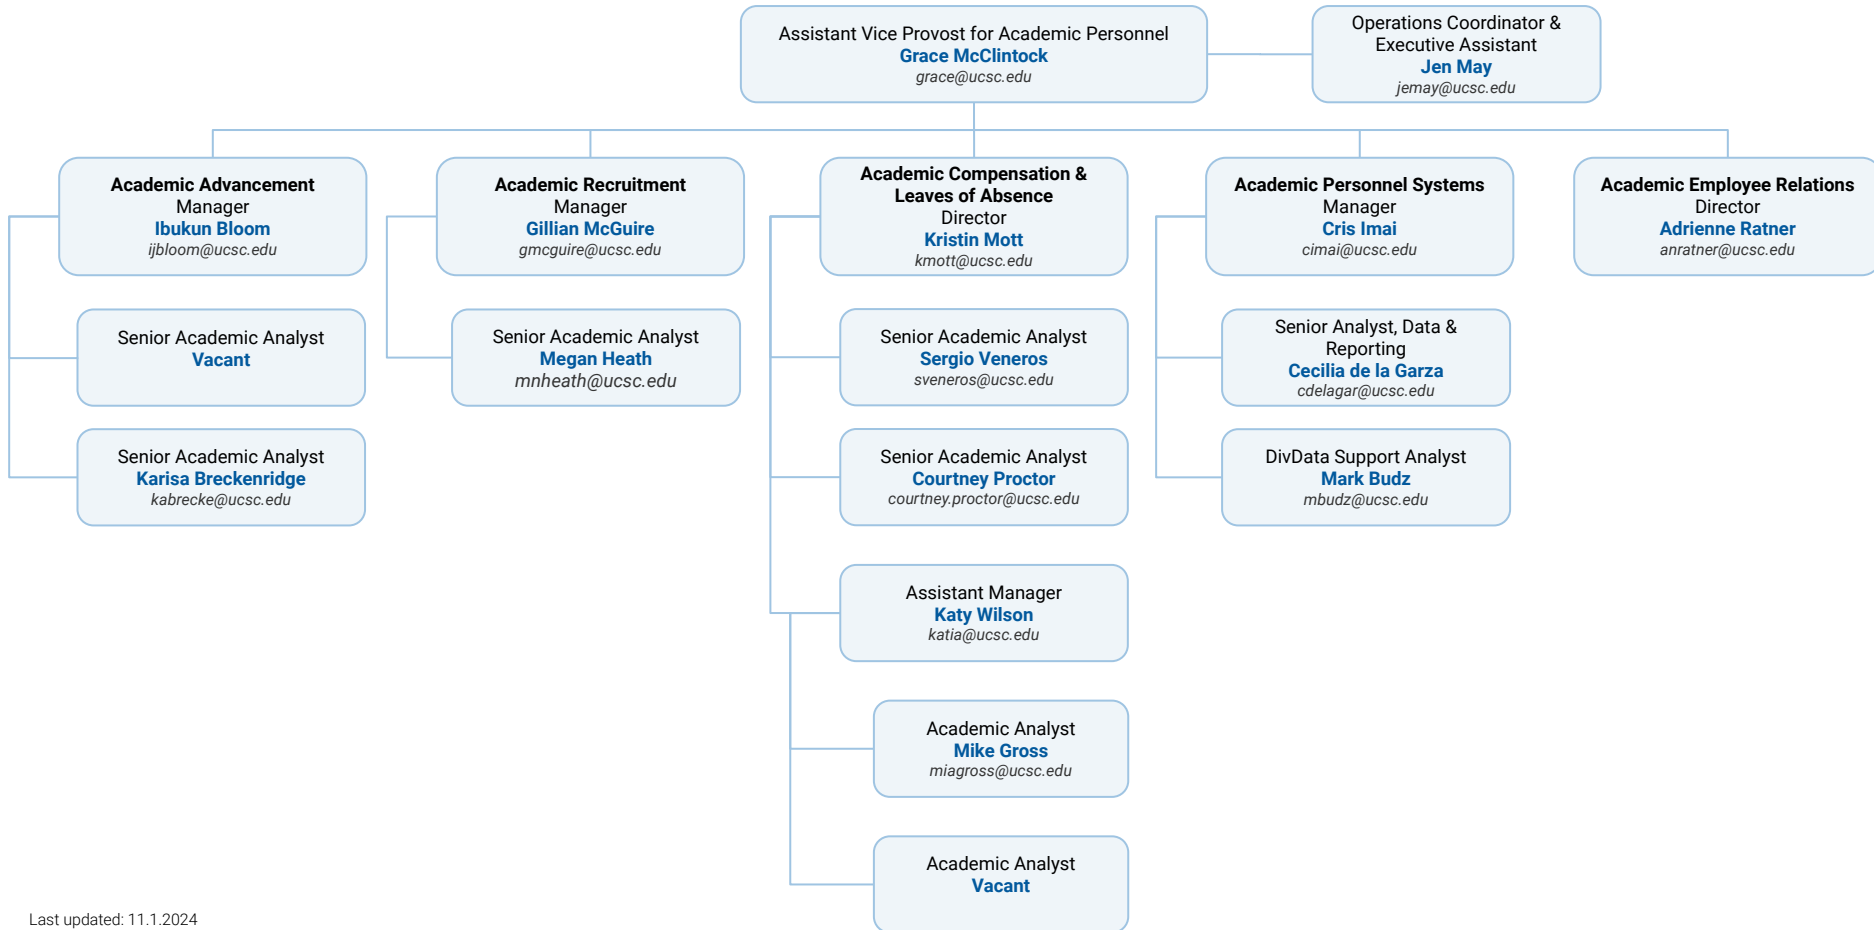 Assistant Vice Provost for Academic Personnel
Grace McClintock
grace@ucsc.edu
Operations Coordinator &
Executive Assistant
Jen May
jemay@ucsc.edu
Academic Advancement
Manager
Ibukun Bloom
ijbloom@ucsc.edu
Senior Academic Analyst
Vacant
Senior Academic Analyst
Karisa Breckenridge
kabrecke@ucsc.edu
Academic Recruitment
Manager
Gillian McGuire
gmcguire@ucsc.edu
Senior Academic Analyst
Megan Heath
mnheath@ucsc.edu
Academic Compensation &
Leaves of Absence
Director
Kristin Mott
kmott@ucsc.edu
Senior Academic Analyst
Sergio Veneros
sveneros@ucsc.edu
Senior Academic Analyst
Courtney Proctor
courtney.proctor@ucsc.edu
Assistant Manager
Katy Wilson
katia@ucsc.edu
Academic Analyst
Mike Gross
miagross@ucsc.edu
Academic Analyst
Vacant
Academic Personnel Systems
Manager
Cris Imai
cimai@ucsc.edu
Senior Analyst, Data &
Reporting
Cecilia de la Garza
cdelagar@ucsc.edu
DivData Support Analyst
Mark Budz
mbudz@ucsc.edu
Academic Employee Relations
Director
Adrienne Ratner
anratner@ucsc.edu
Last updated: 11.1.2024